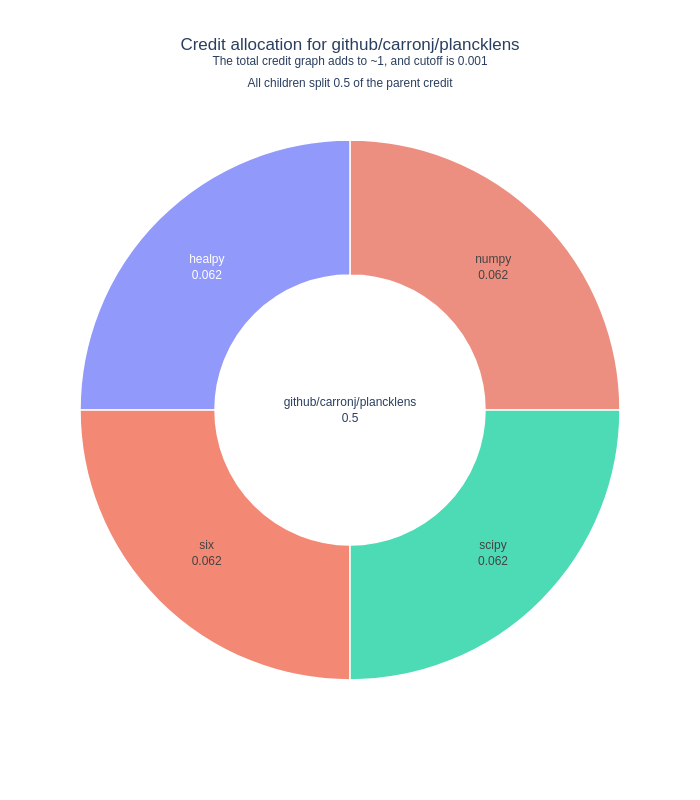 Credit allocation for github/carronj/plancklens
The total credit graph adds to ~1, and cutoff is 0.001
All children split 0.5 of the parent credit
healpy
0.062
numpy
0.062
github/carronj/plancklens
0.5
six
0.062
scipy
0.062